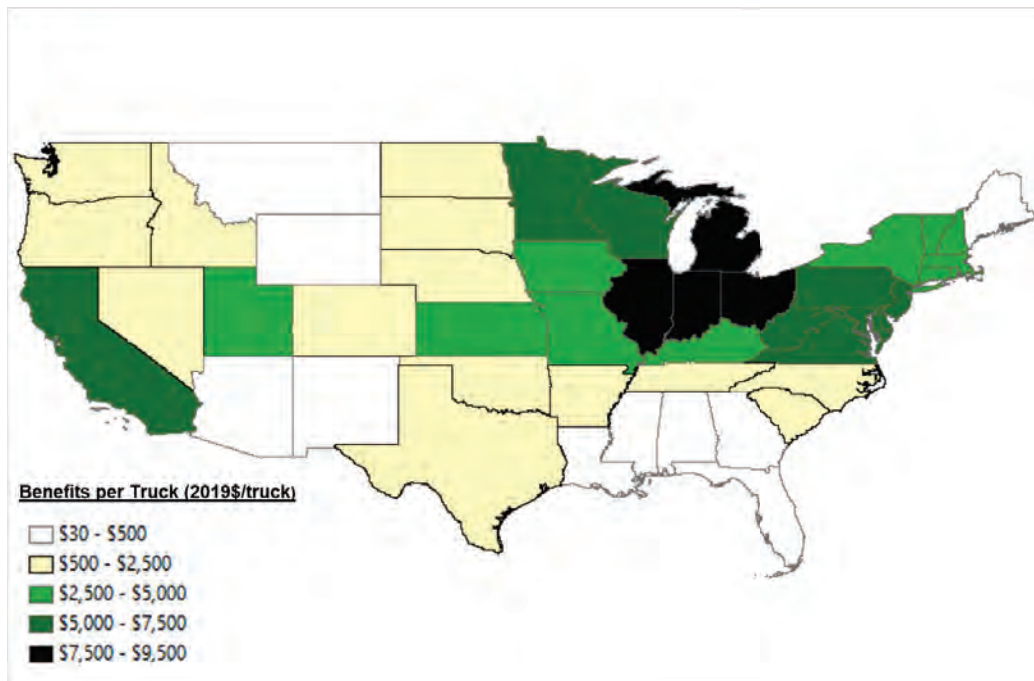 Benefits per Truck (2019$/truck)
$30 - $500
$500 - $2,500
$2,500 - $5,000
$5,000 - $7,500
$7,500 - $9,500